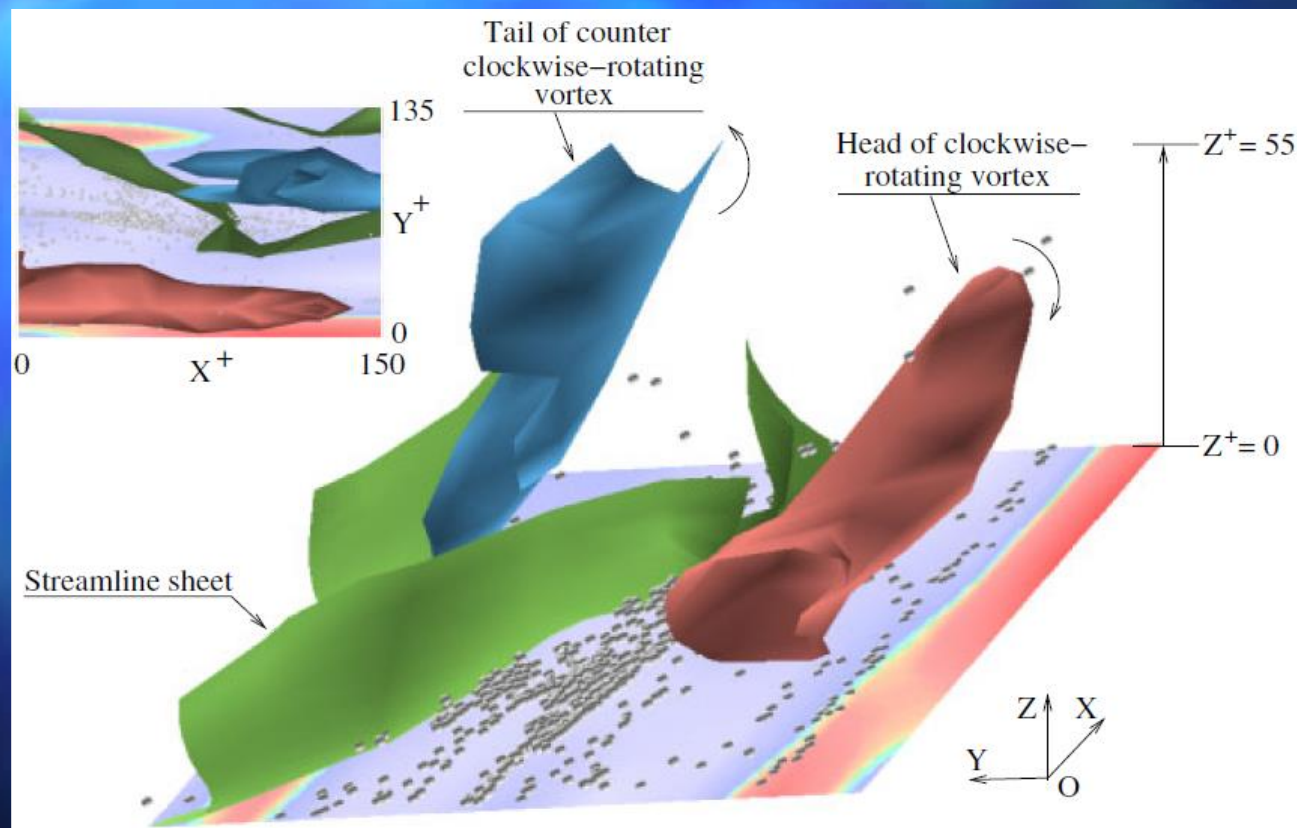 Tail of counter
clockwise−rotating
vortex
135
Head of clockwise−
rotating vortex
Z+ = 55
Y+
0
0
X+
150
Z+ = 0
Streamline sheet
Z
X
Y
O